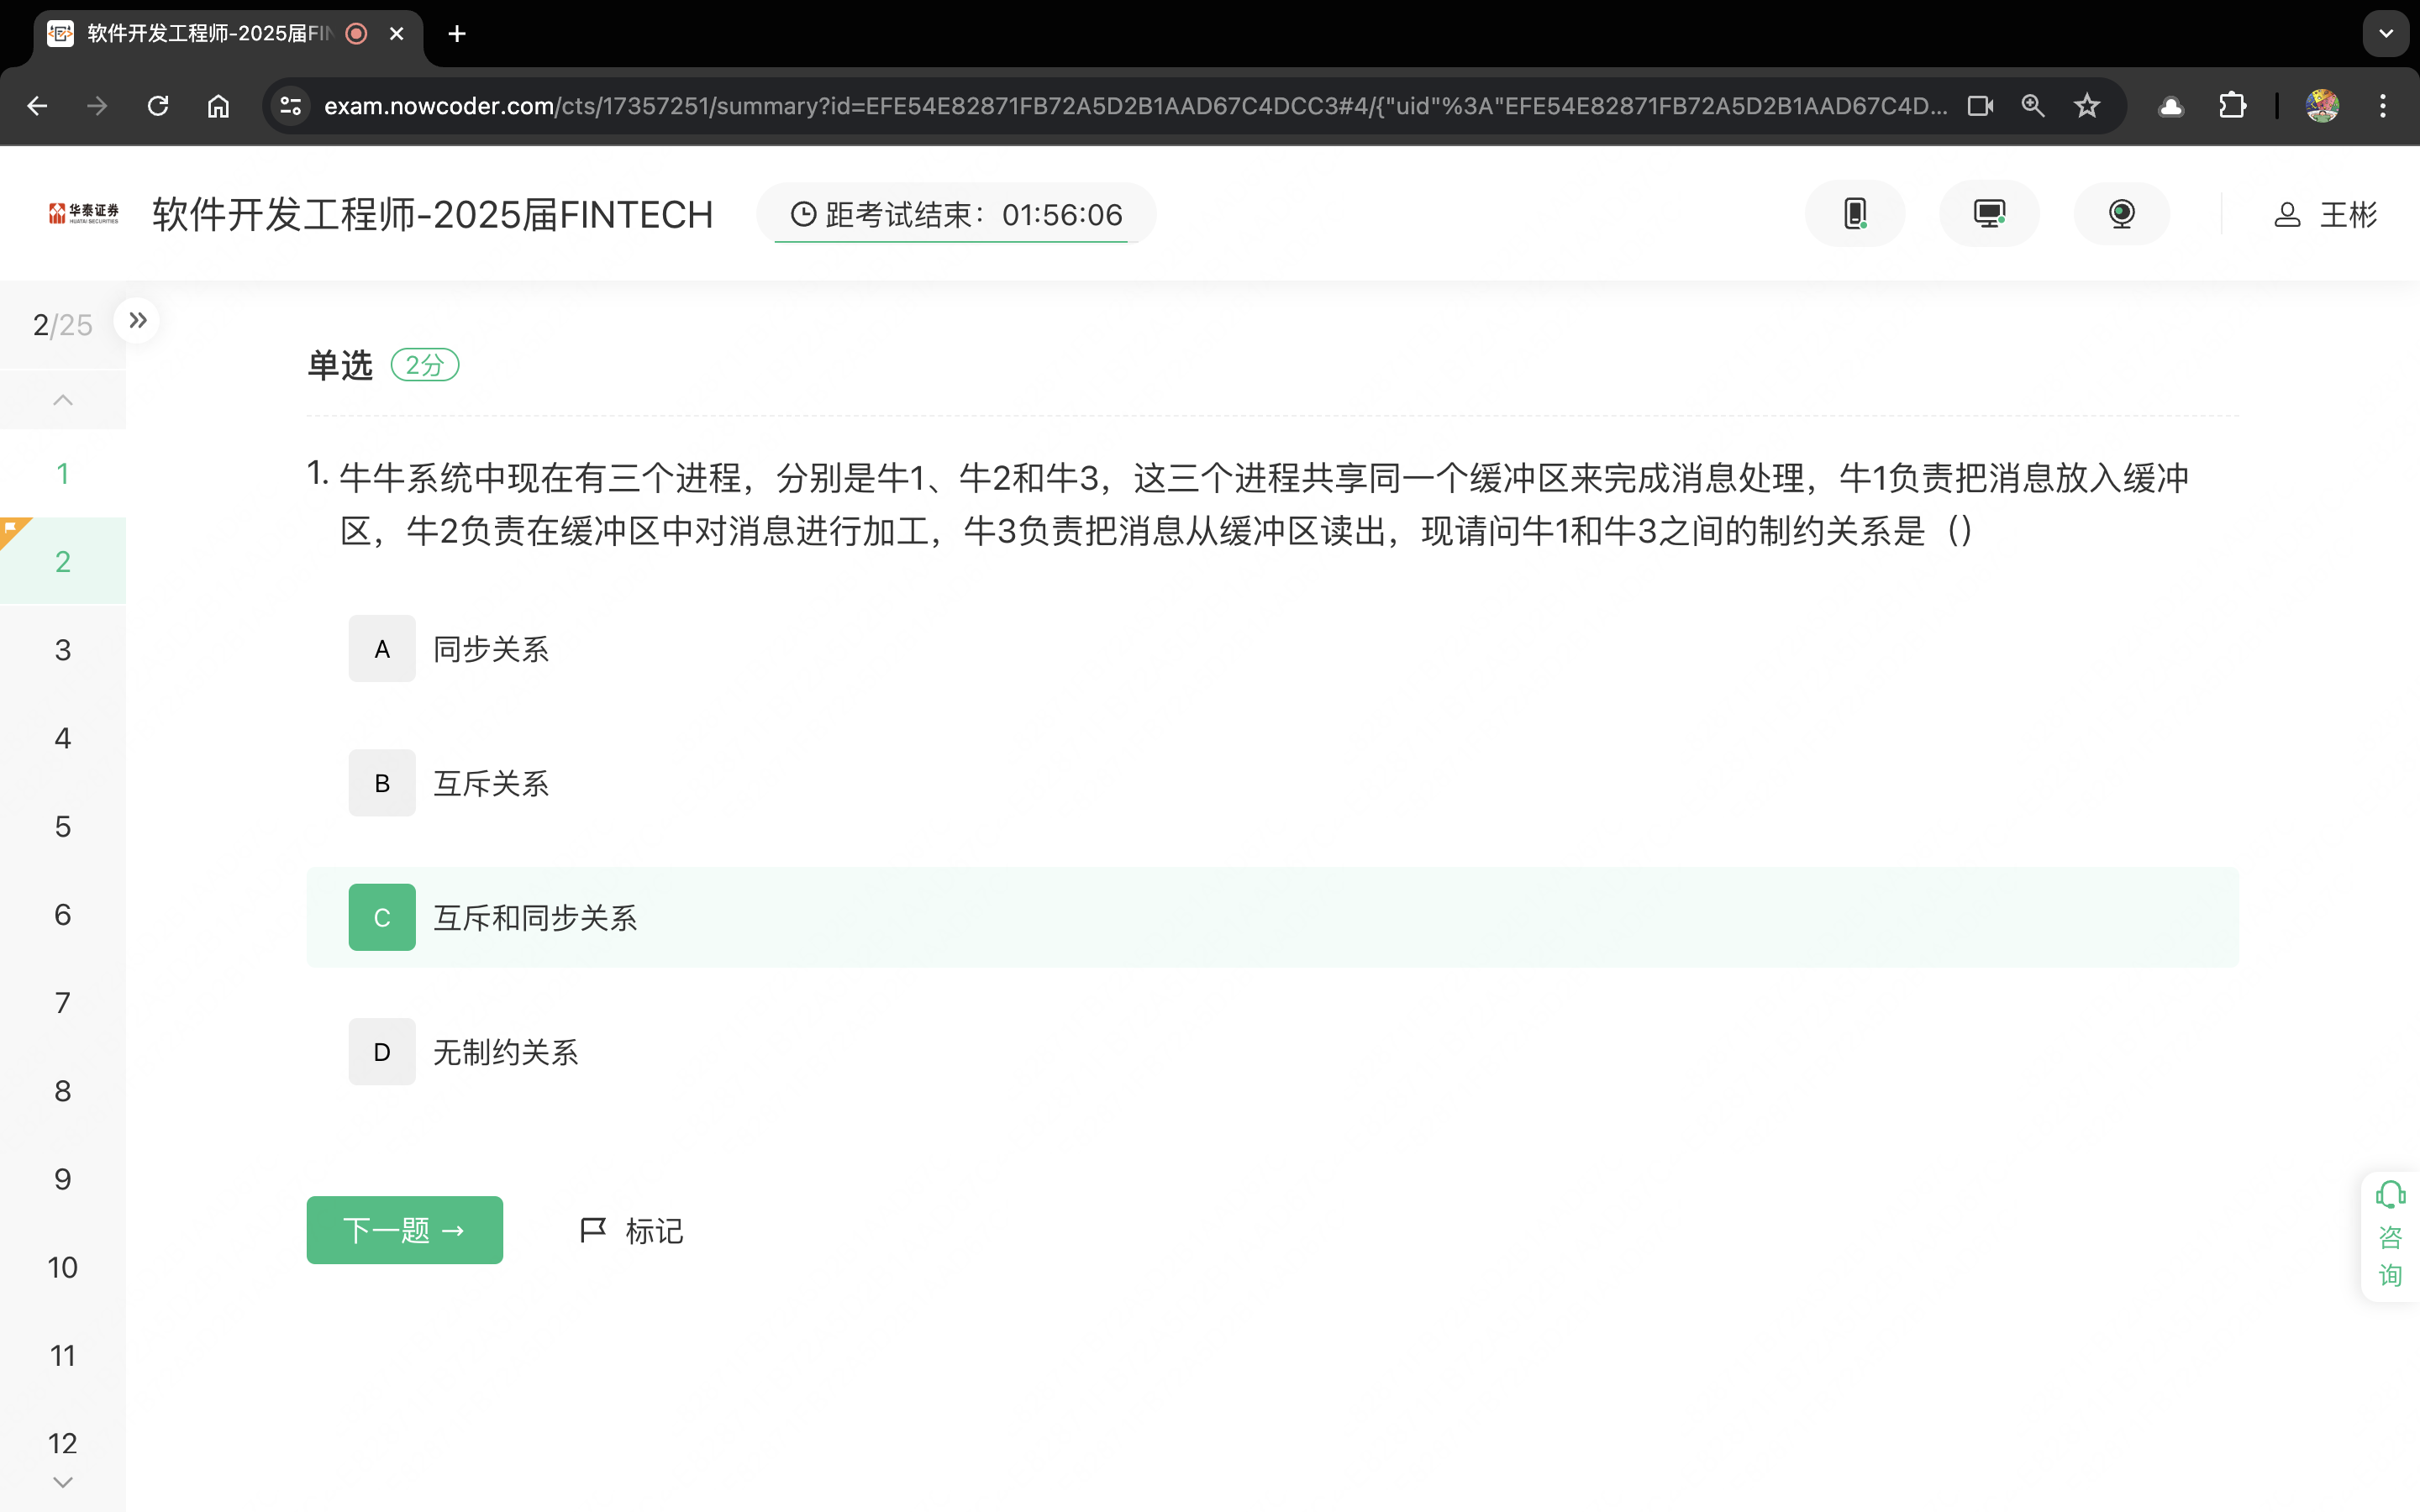 软件开发工程师-2025届FIN
exam.nowcoder.com/cts/17357251/summary?id=EFE54E82871FB72A5D2B1AAD67C4DCC3#4/{"uid"%3A"EFE54E82871FB72A5D2B1AAD67C4D...
华泰证券
HUATAI SECURITIES
软件开发工程师-2025届FINTECH
距考试结束：01:56:06
王彬
2/25
单选 2分
1. 牛牛系统中现在有三个进程，分别是牛1、牛2和牛3，这三个进程共享同一个缓冲区来完成消息处理，牛1负责把消息放入缓冲
区，牛2负责在缓冲区中对消息进行加工，牛3负责把消息从缓冲区读出，现请问牛1和牛3之间的制约关系是（）
A 同步关系
B 互斥关系
C 互斥和同步关系
D 无制约关系
下一题 →
标记
1
2
3
4
5
6
7
8
9
10
11
12
咨
询